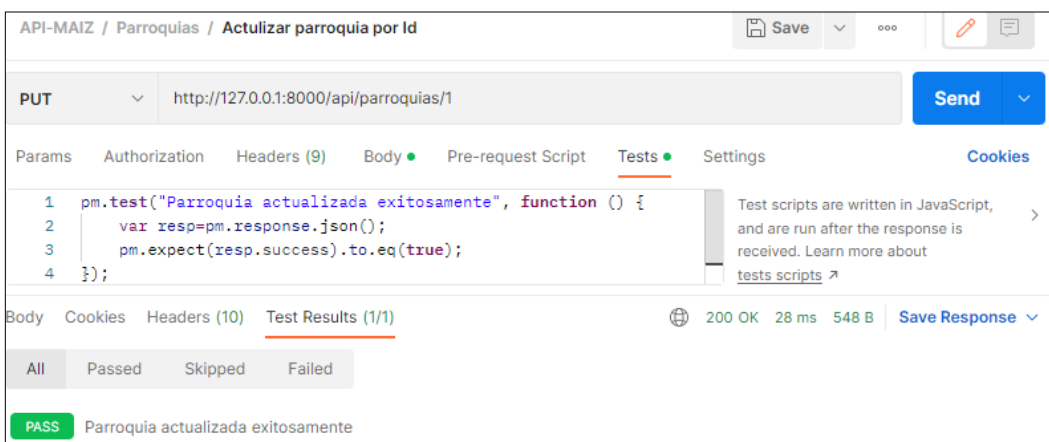 API-MAIZ / Parroquias / Actulizar parroquia por Id Save ooo
PUT http://127.0.0.1:8000/api/parroquias/1 Send
Params Authorization Headers (9) Body Pre-request Script Tests Settings Cookies
1 pm.test("Parroquia actualizada exitosamente", function () {
2 var resp=pm.response.json();
3 pm.expect(resp.success).to.eq(true);
4 });
Test scripts are written in JavaScript,
and are run after the response is
received. Learn more about
tests scripts ↗
Body Cookies Headers (10) Test Results (1/1) 200 OK 28 ms 548 B Save Response
All Passed Skipped Failed
PASS Parroquia actualizada exitosamente